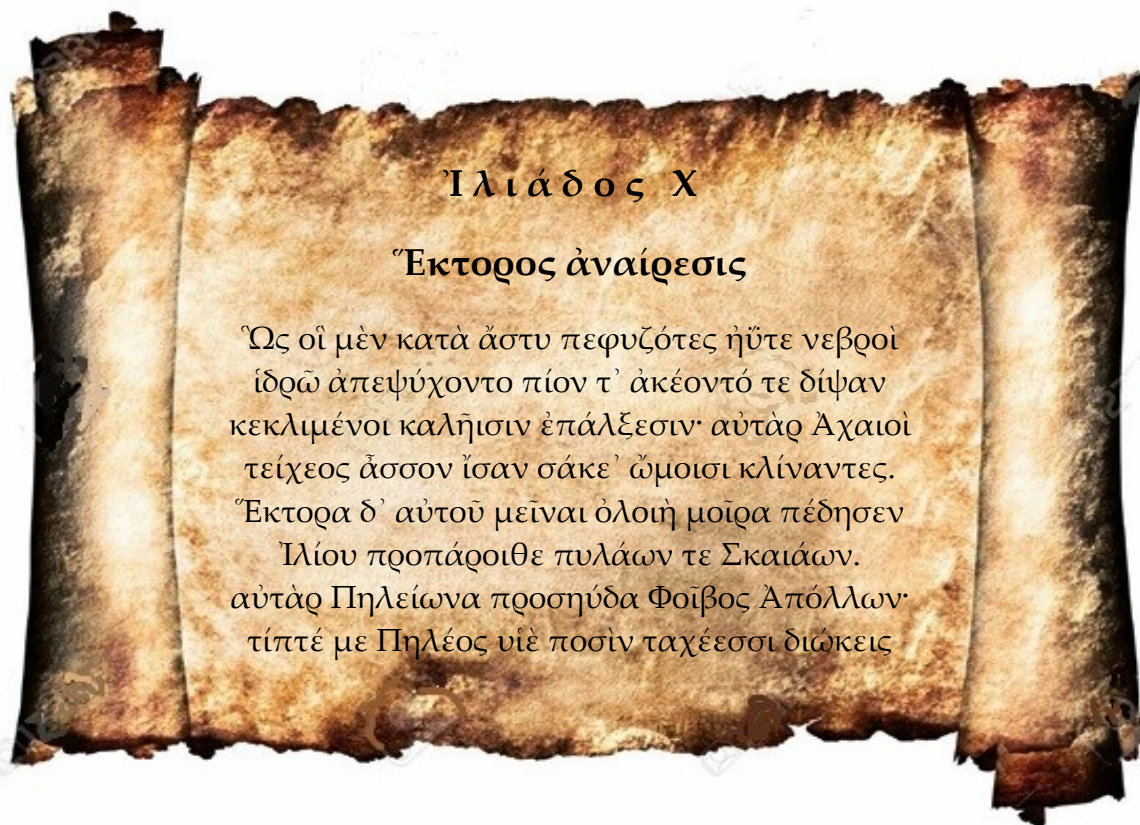 Ἰλιάδος Χ
Ἕκτορος ἀναίρεσις
Ὣς οἳ μὲν κατὰ ἄστυ πεφυζότες ἠΰτε νεβροὶ
ἱδρῶ ἀπεψύχοντο πίον τ᾽ ἀκέοντό τε δίψαν
κεκλιμένοι καλῆισιν ἐπάλξεσιν· αὐτὰρ Ἀχαιοὶ
τείχεος ἆσσον ἴσαν σάκε᾽ ὤμοισι κλίναντες.
Ἕκτορα δ᾽ αὐτοῦ μεῖναι ὀλοιὴ μοῖρα πέδησεν
Ἰλίου προπάροιθε πυλάων τε Σκαιάων.
αὐτὰρ Πηλείωνα προσηύδα Φοῖβος Ἀπόλλων·
τίπτέ με Πηλέος υἱὲ ποσὶν ταχέεσσι διώκεις